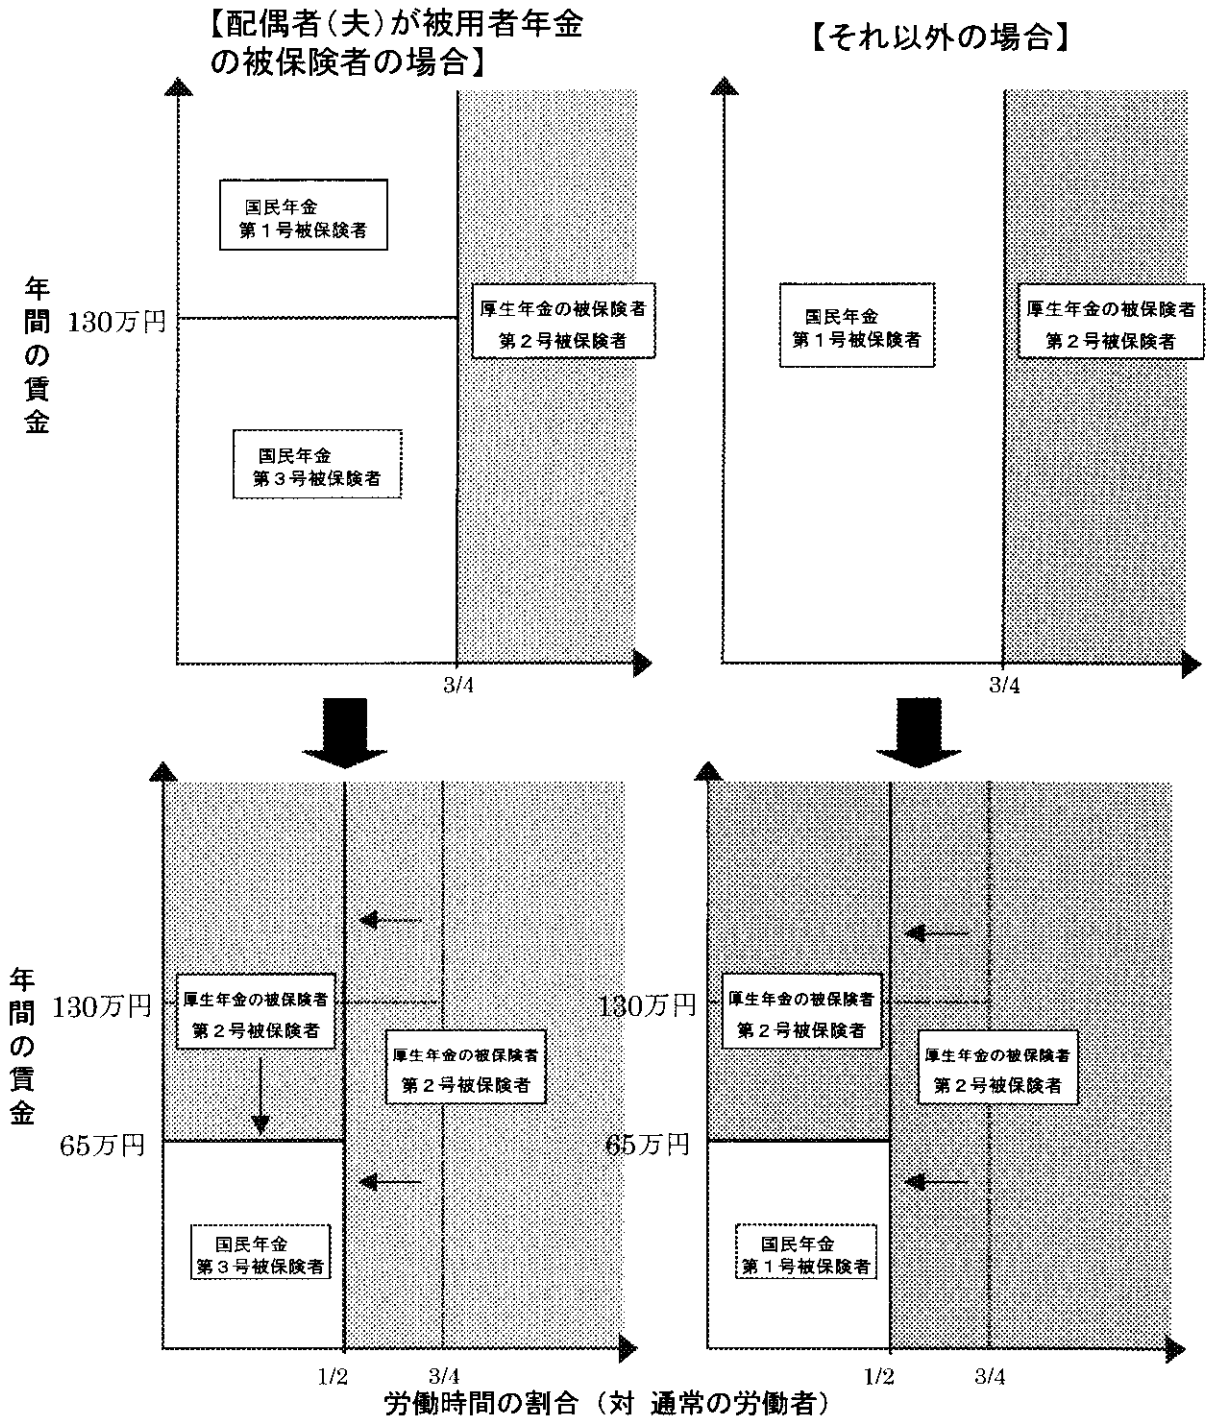 【配偶者（夫）が被用者年金
の被保険者の場合】
【それ以外の場合】
年間の賃金
130万円
国民年金
第１号被保険者
国民年金
第３号被保険者
厚生年金の被保険者
第２号被保険者
3/4
国民年金
第１号被保険者
厚生年金の被保険者
第２号被保険者
3/4
年間の賃金
130万円
65万円
厚生年金の被保険者
第２号被保険者
厚生年金の被保険者
第２号被保険者
国民年金
第３号被保険者
1/2
3/4
130万円
65万円
厚生年金の被保険者
第２号被保険者
厚生年金の被保険者
第２号被保険者
国民年金
第１号被保険者
1/2
3/4
労働時間の割合（対 通常の労働者）